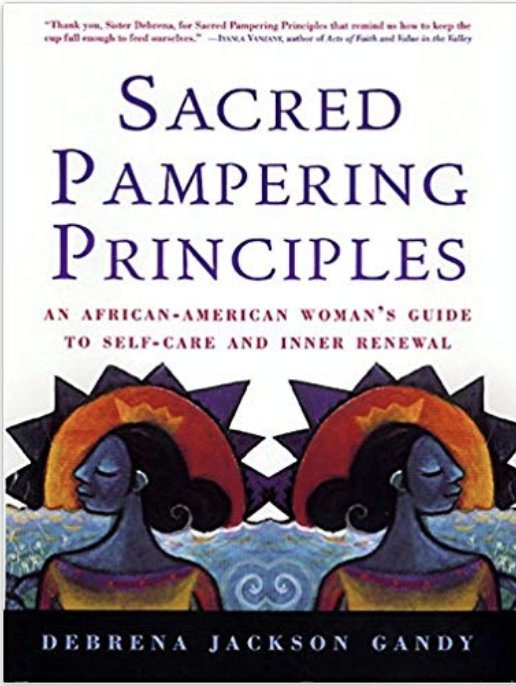 "Thank you, Sister Debrena, for Sacred Pampering Principles that remind us how to keep the
cup full enough to feed ourselves." —IYANLA VANZANT, author of Acts of Faith and Value in the Valley
SACRED
PAMPERING
PRINCIPLES
AN AFRICAN-AMERICAN WOMAN'S GUIDE
TO SELF-CARE AND INNER RENEWAL
DEBRENA JACKSON GANDY